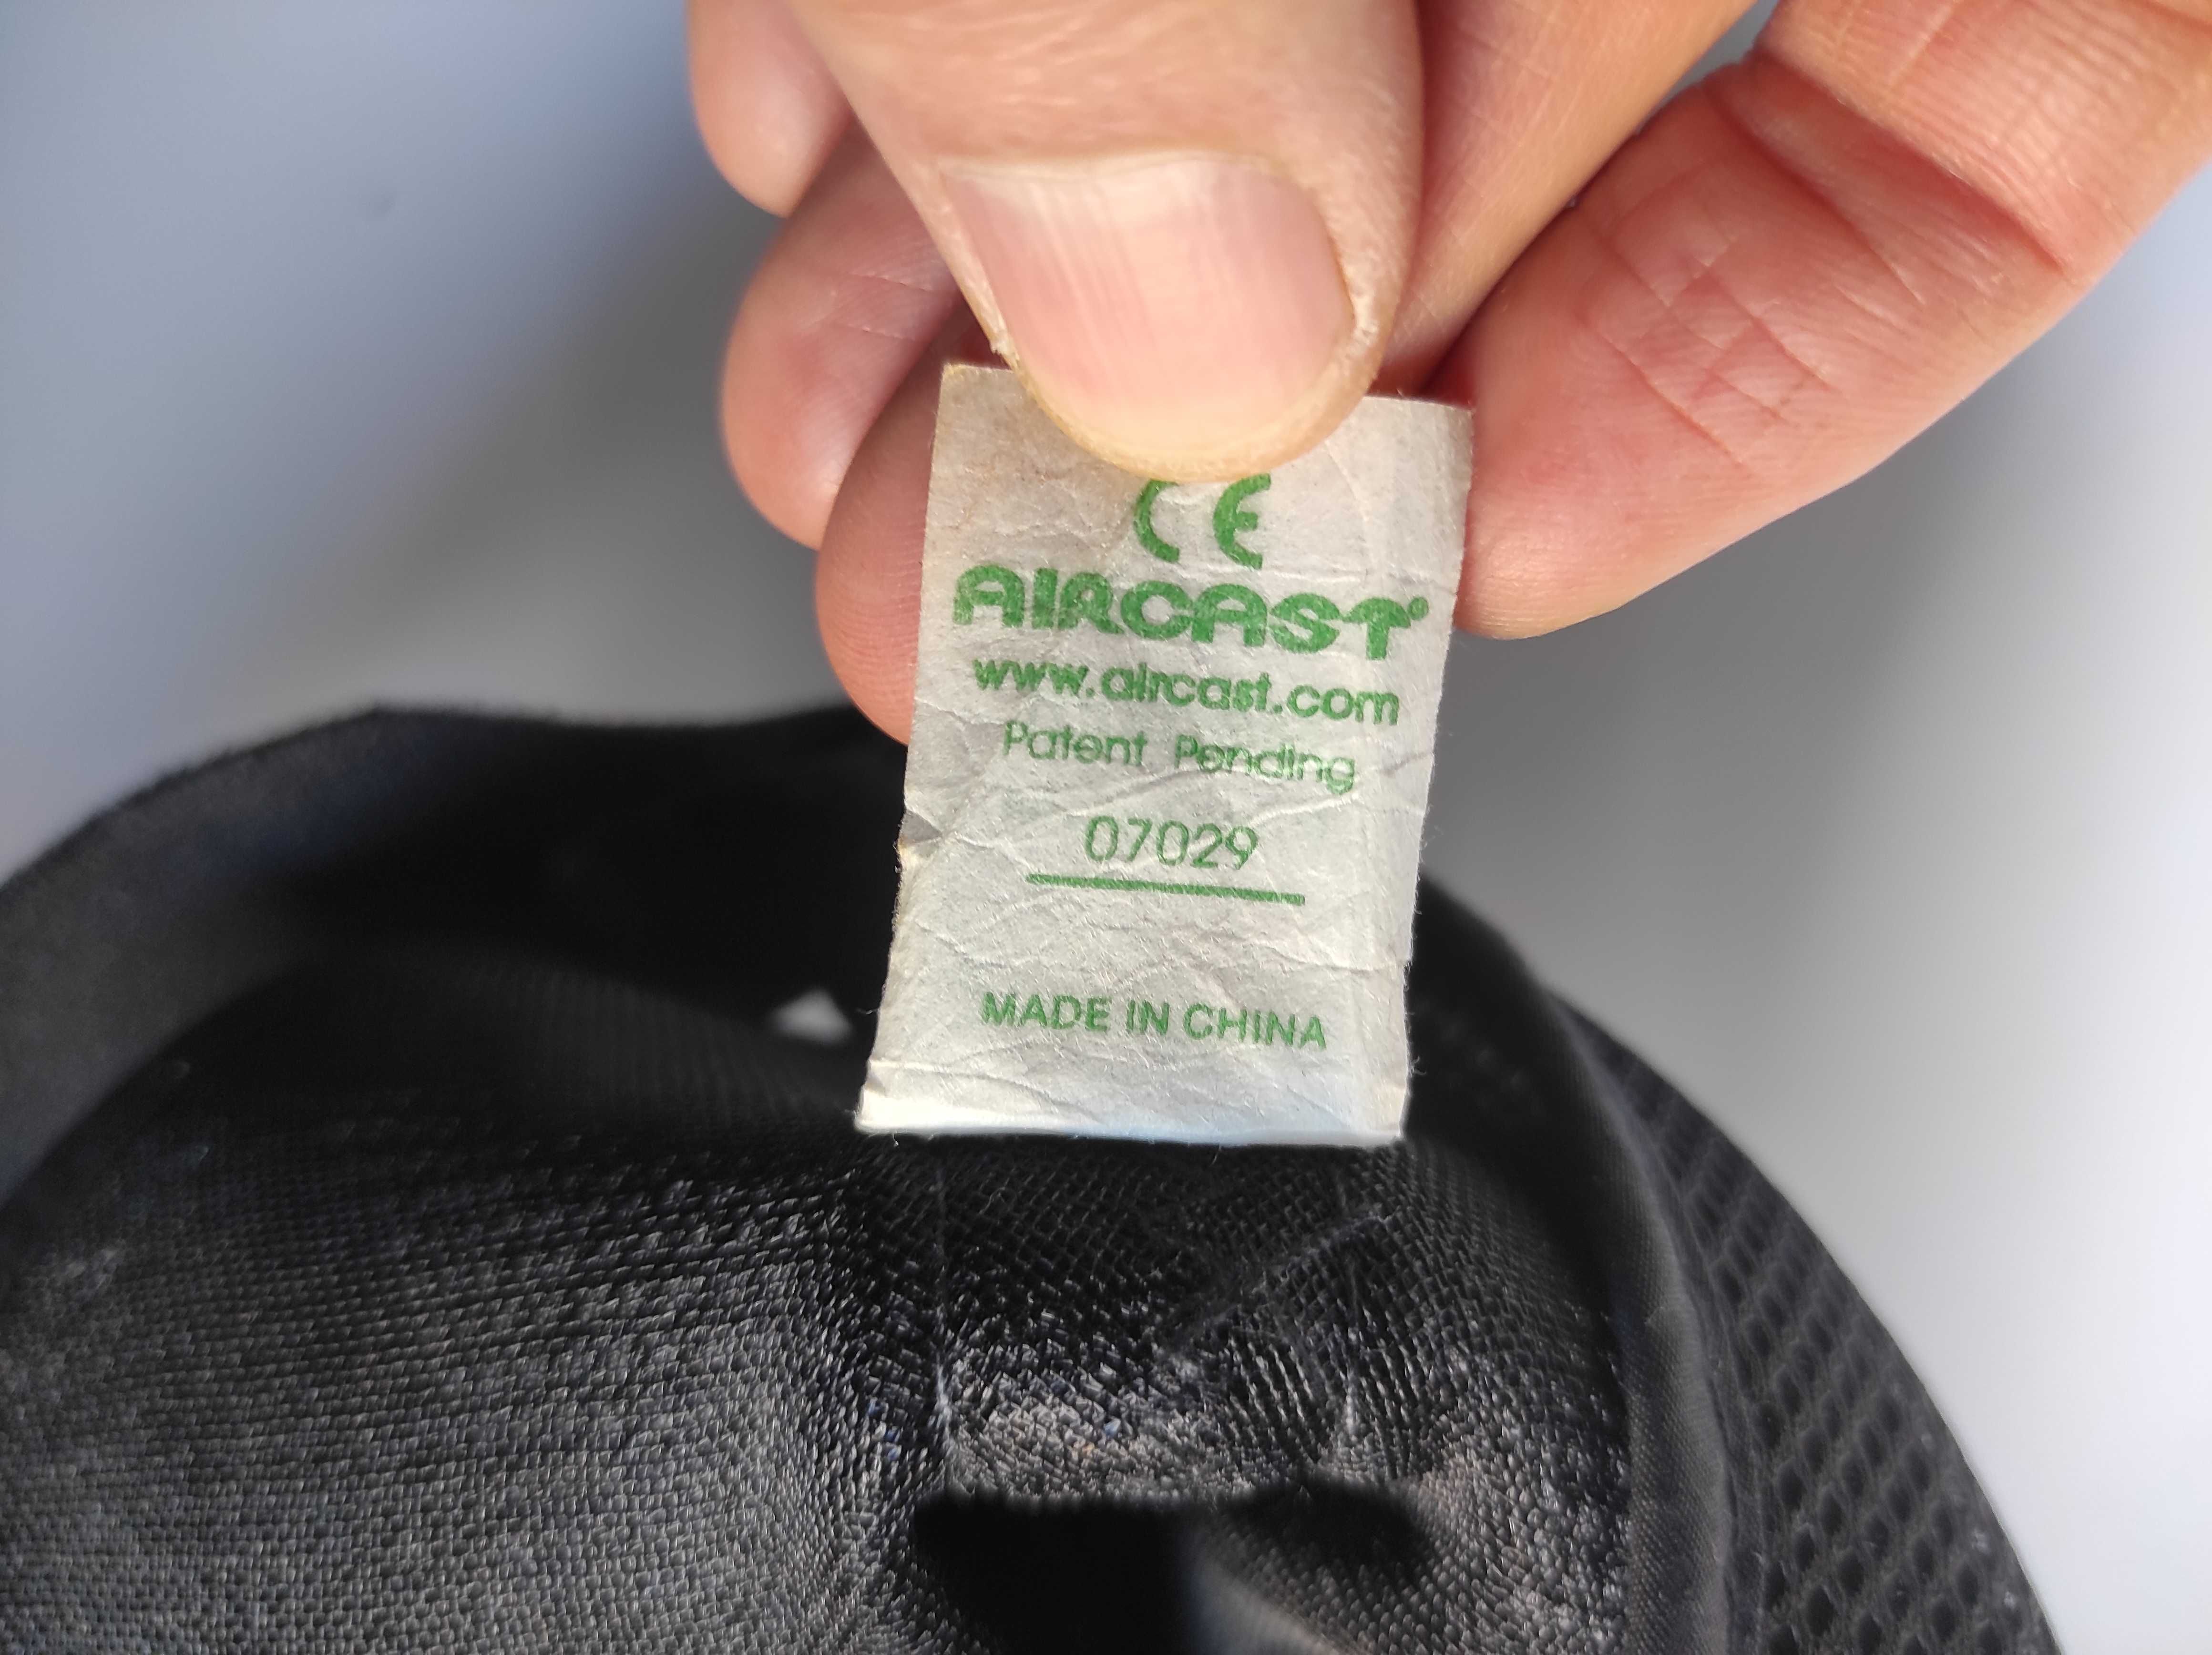 CE
AIRCAST®
www.aircast.com
Patent Pending
07029
MADE IN CHINA